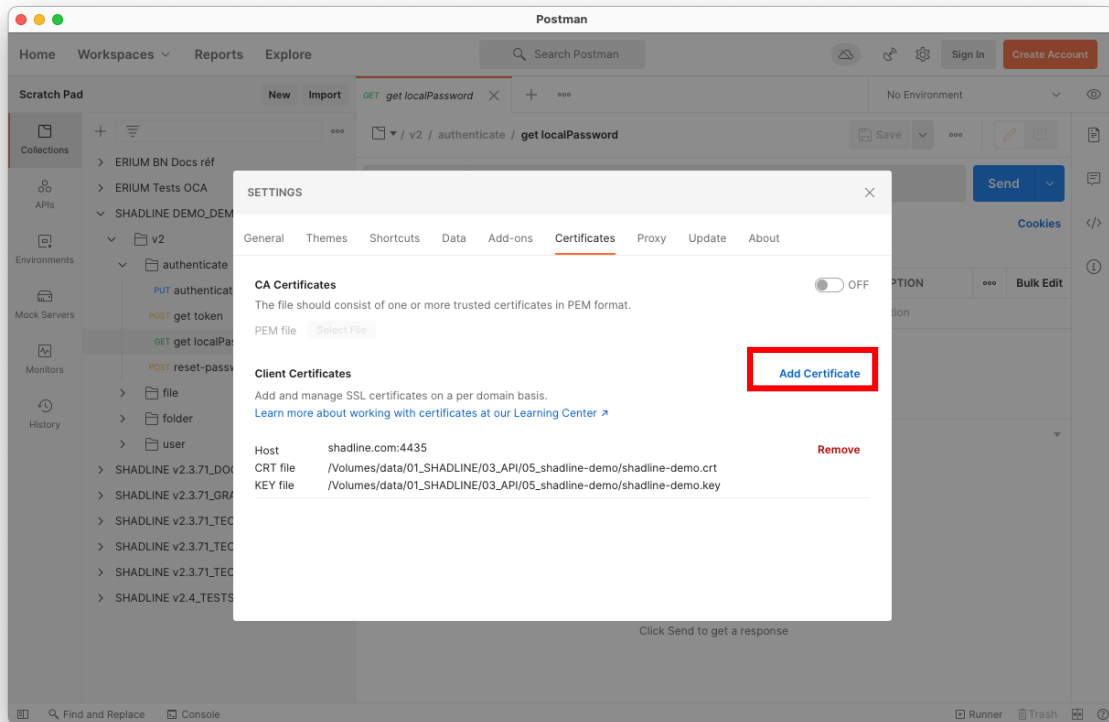 Postman
Home Workspaces Reports Explore Search Postman Sign In Create Account
Scratch Pad New Import GET get localPassword No Environment
/ v2 / authenticate / get localPassword Save
Collections
APIs
Environments
Mock Servers
Monitors
History
ERIUM BN Docs réf
ERIUM Tests OCA
SHADLINE DEMO_DEM
v2
authenticate
PUT authenticat
POST get token
GET get localPas
POST reset-passw
file
folder
user
SHADLINE v2.3.71_DOC
SHADLINE v2.3.71_GRA
SHADLINE v2.3.71_TEC
SHADLINE v2.3.71_TEC
SHADLINE v2.3.71_TEC
SHADLINE v2.4_TESTS
Send
Cookies
PTION Bulk Edit
ion
SETTINGS
General Themes Shortcuts Data Add-ons Certificates Proxy Update About
CA Certificates OFF
The file should consist of one or more trusted certificates in PEM format.
PEM file Select File
Client Certificates Add Certificate
Add and manage SSL certificates on a per domain basis.
Learn more about working with certificates at our Learning Center ↗
Host shadline.com:4435 Remove
CRT file /Volumes/data/01_SHADLINE/03_API/05_shadline-demo/shadline-demo.crt
KEY file /Volumes/data/01_SHADLINE/03_API/05_shadline-demo/shadline-demo.key
Click Send to get a response
Find and Replace Console Runner Trash